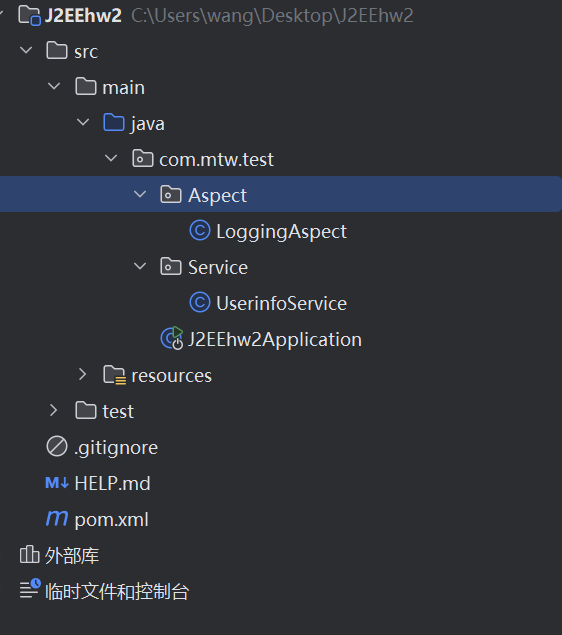 J2EEhw2 C:\Users\wang\Desktop\J2EEhw2
src
main
java
com.mtw.test
Aspect
LoggingAspect
Service
UserinfoService
J2EEhw2Application
resources
test
.gitignore
M↓ HELP.md
m pom.xml
外部库
临时文件和控制台